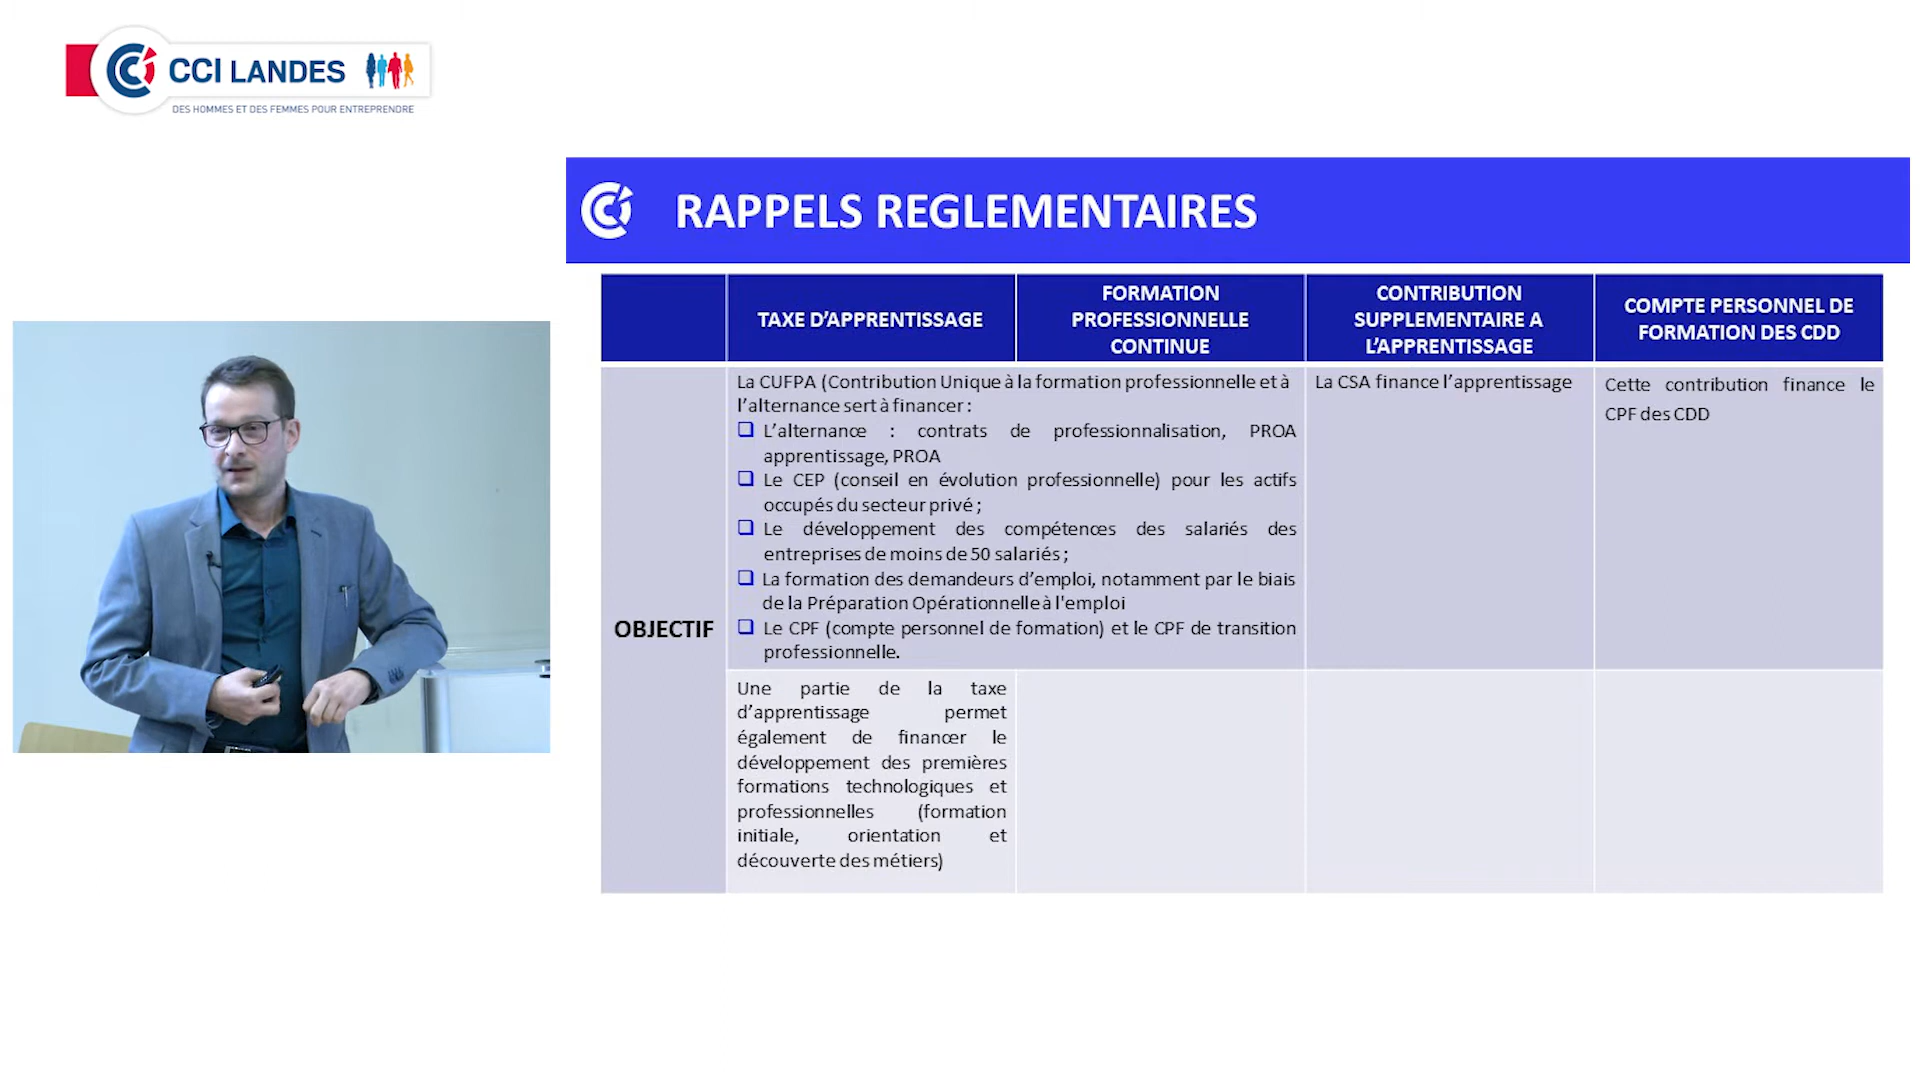 CCI LANDES
DES HOMMES ET DES FEMMES POUR ENTREPRENDRE
RAPPELS REGLEMENTAIRES
TAXE D'APPRENTISSAGE
FORMATION
PROFESSIONNELLE
CONTINUE
CONTRIBUTION
SUPPLEMENTAIRE A
L'APPRENTISSAGE
COMPTE PERSONNEL DE
FORMATION DES CDD
OBJECTIF
La CUFPA (Contribution Unique à la formation professionnelle et à
l'alternance sert à financer :
❑ L'alternance : contrats de professionnalisation, PROA
apprentissage, PROA
❑ Le CEP (conseil en évolution professionnelle) pour les actifs
occupés du secteur privé ;
❑ Le développement des compétences des salariés des
entreprises de moins de 50 salariés ;
❑ La formation des demandeurs d'emploi, notamment par le biais
de la Préparation Opérationnelle à l'emploi
❑ Le CPF (compte personnel de formation) et le CPF de transition
professionnelle.
La CSA finance l'apprentissage
Cette contribution finance le
CPF des CDD
Une partie de la taxe
d'apprentissage permet
également de financer le
développement des premières
formations technologiques et
professionnelles (formation
initiale, orientation et
découverte des métiers)